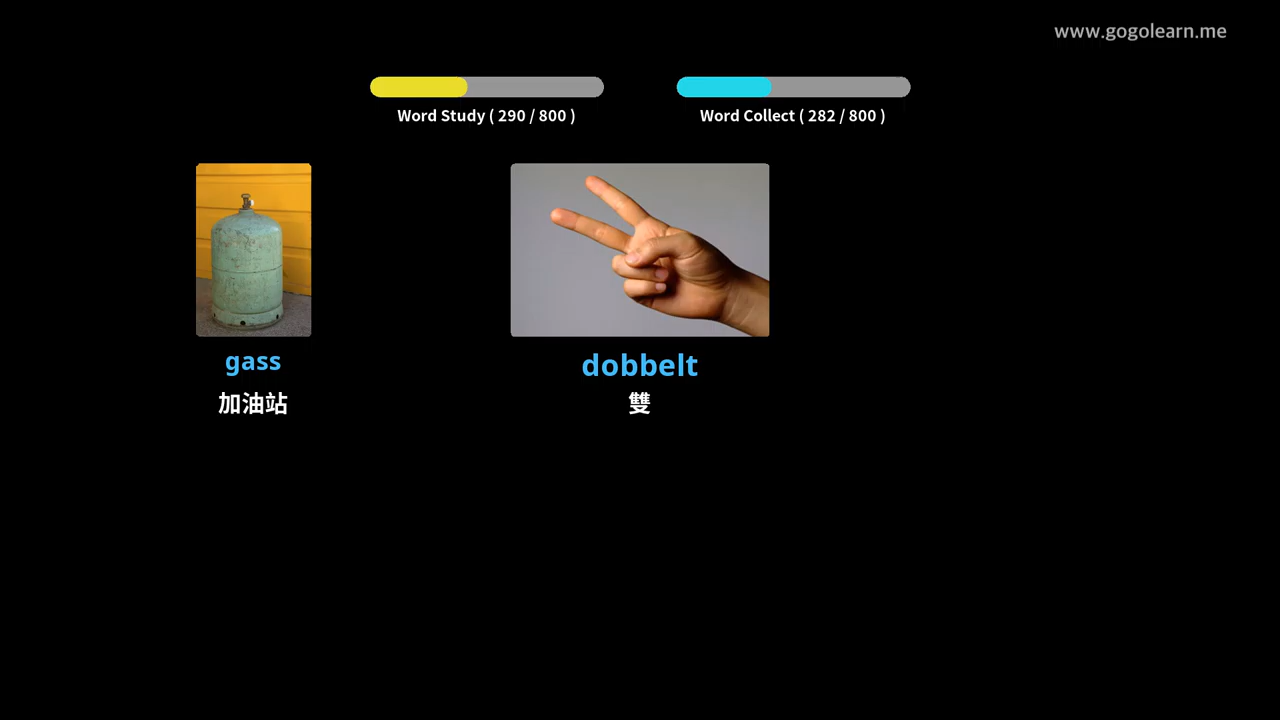 www.gogolearn.me
Word Study ( 290 / 800 )
Word Collect ( 282 / 800 )
gass
dobbelt
加油站
雙